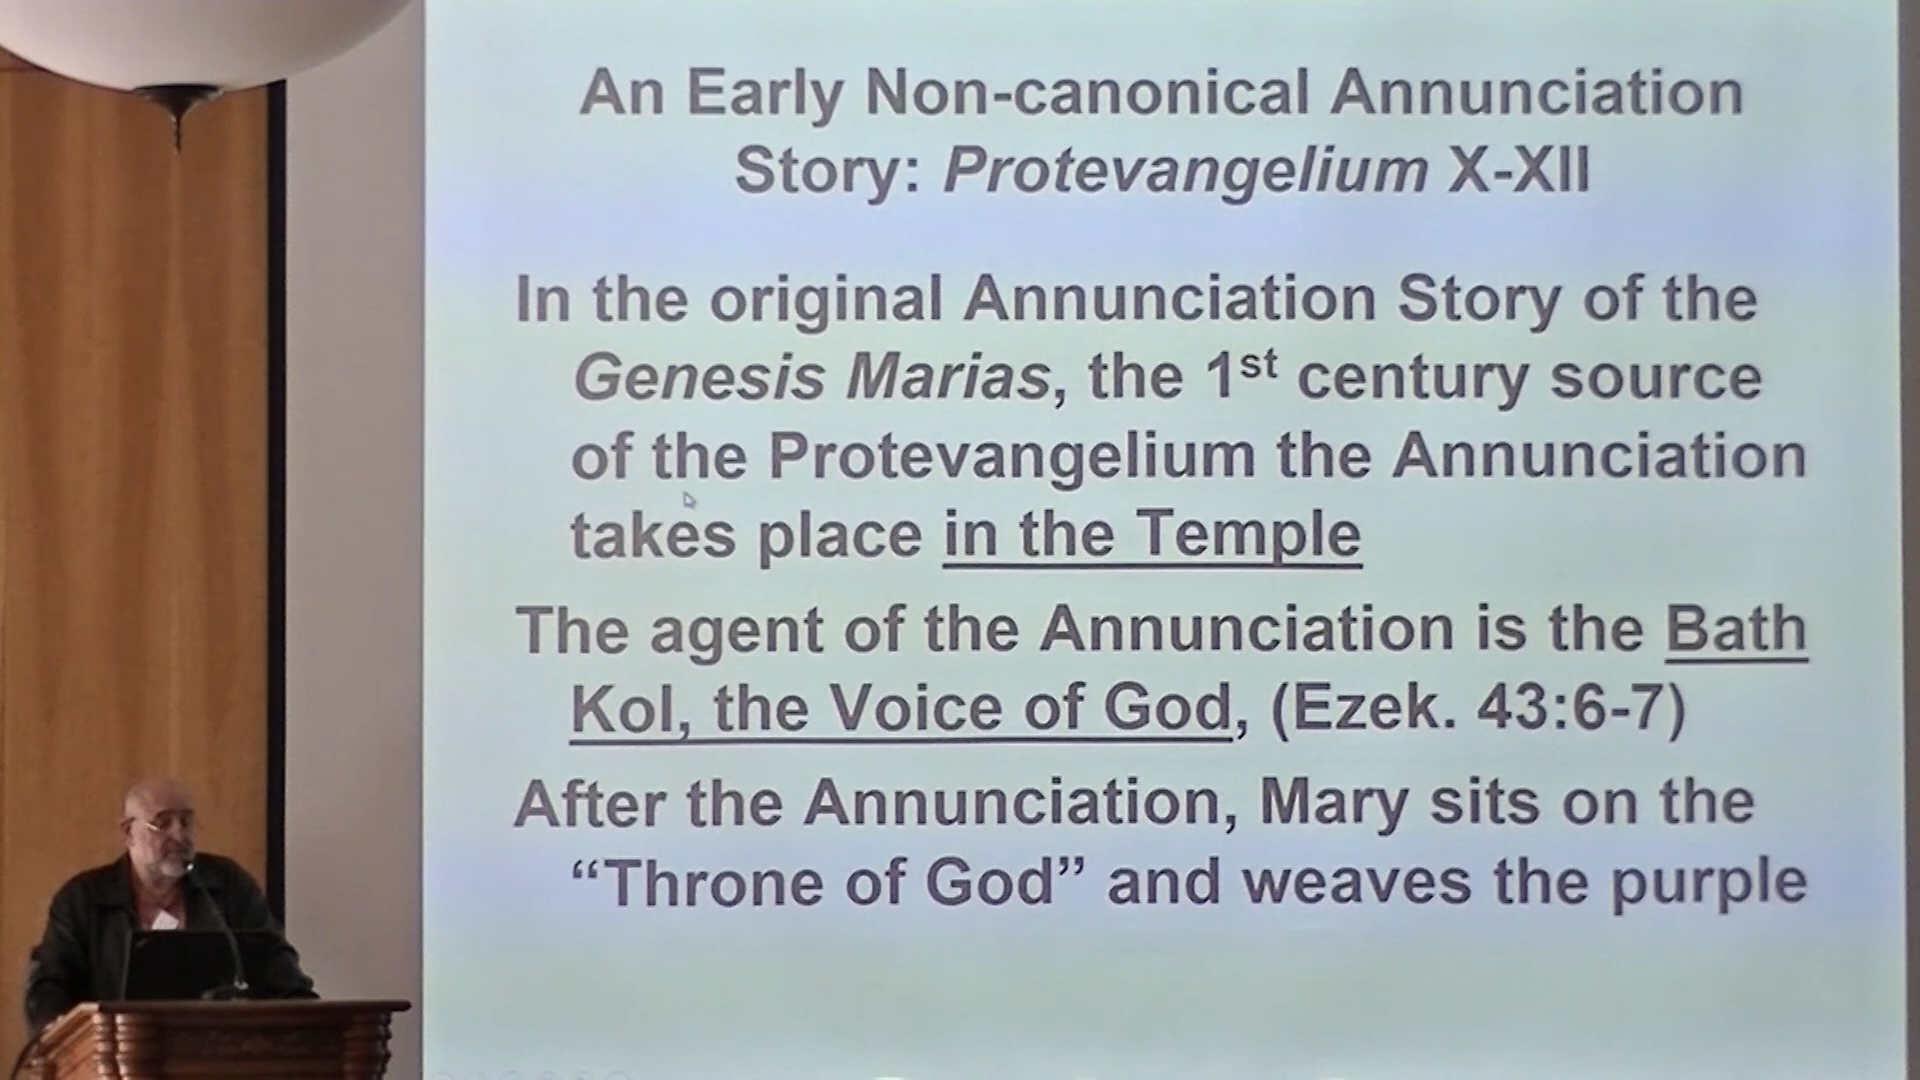 An Early Non-canonical Annunciation
Story: Protevangelium X-XII
In the original Annunciation Story of the
Genesis Marias, the 1st century source
of the Protevangelium the Annunciation
takes place in the Temple
The agent of the Annunciation is the Bath
Kol, the Voice of God, (Ezek. 43:6-7)
After the Annunciation, Mary sits on the
“Throne of God” and weaves the purple